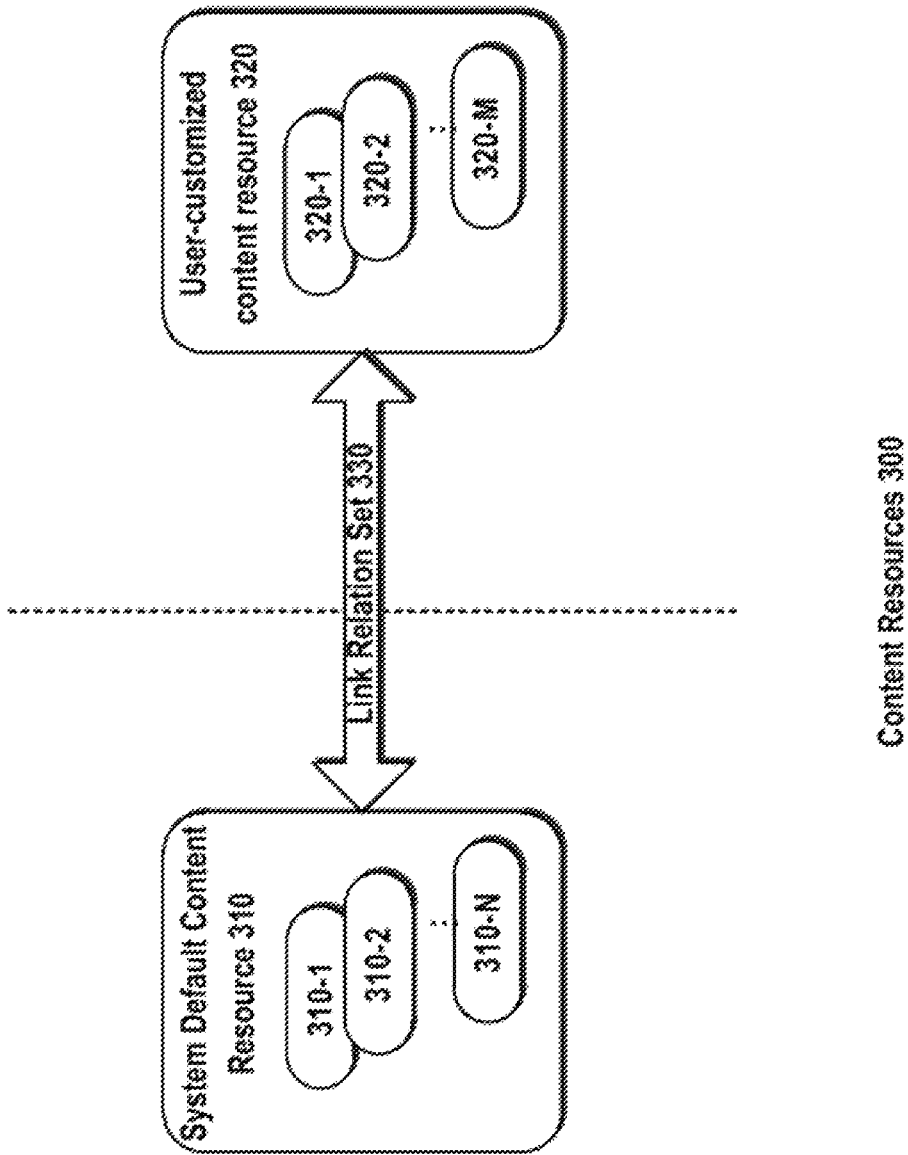 System Default Content
Resource 310
310-1
310-2
310-N
Link Relation Set 330
User-customized
content resource 320
320-1
320-2
320-M
Content Resources 300